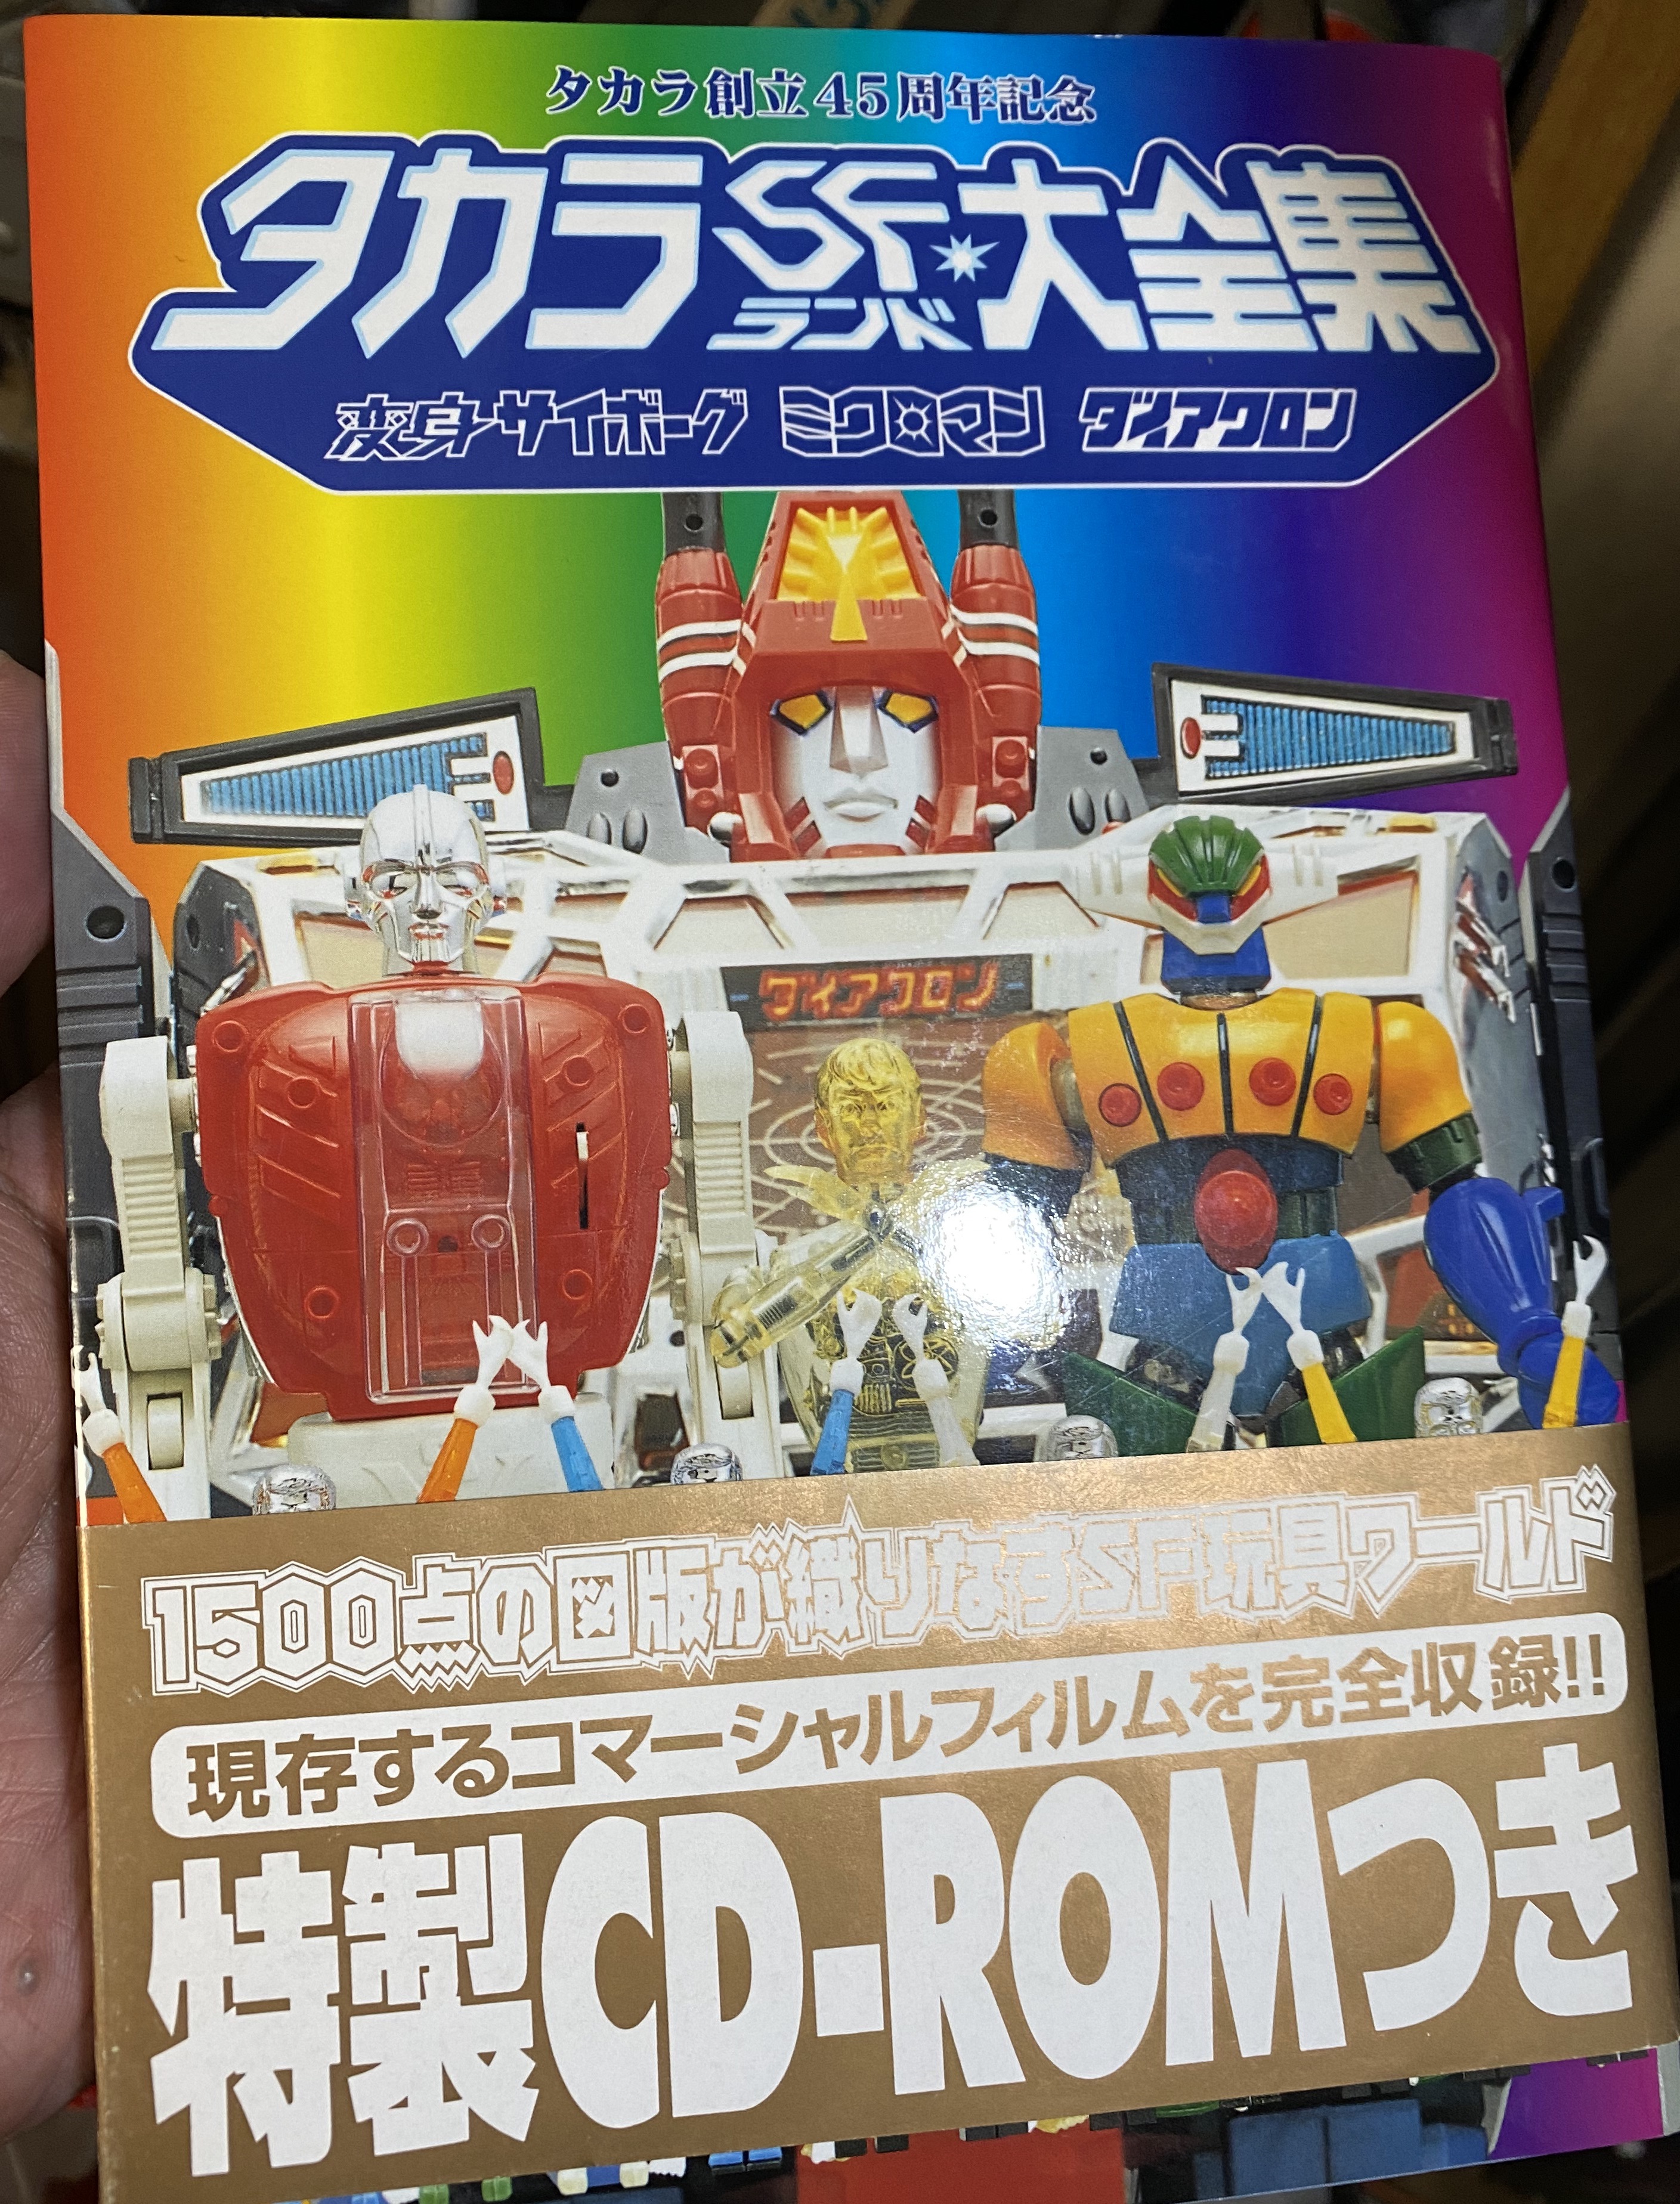 タカラ創立45周年記念
タカラSFランド大全集
変身サイボーグ ミクロマン ダイアクロン
ダイアクロン
1500点の図版が織りなすSF玩具ワールド
現存するコマーシャルフィルムを完全収録!!
特製CD-ROMつき